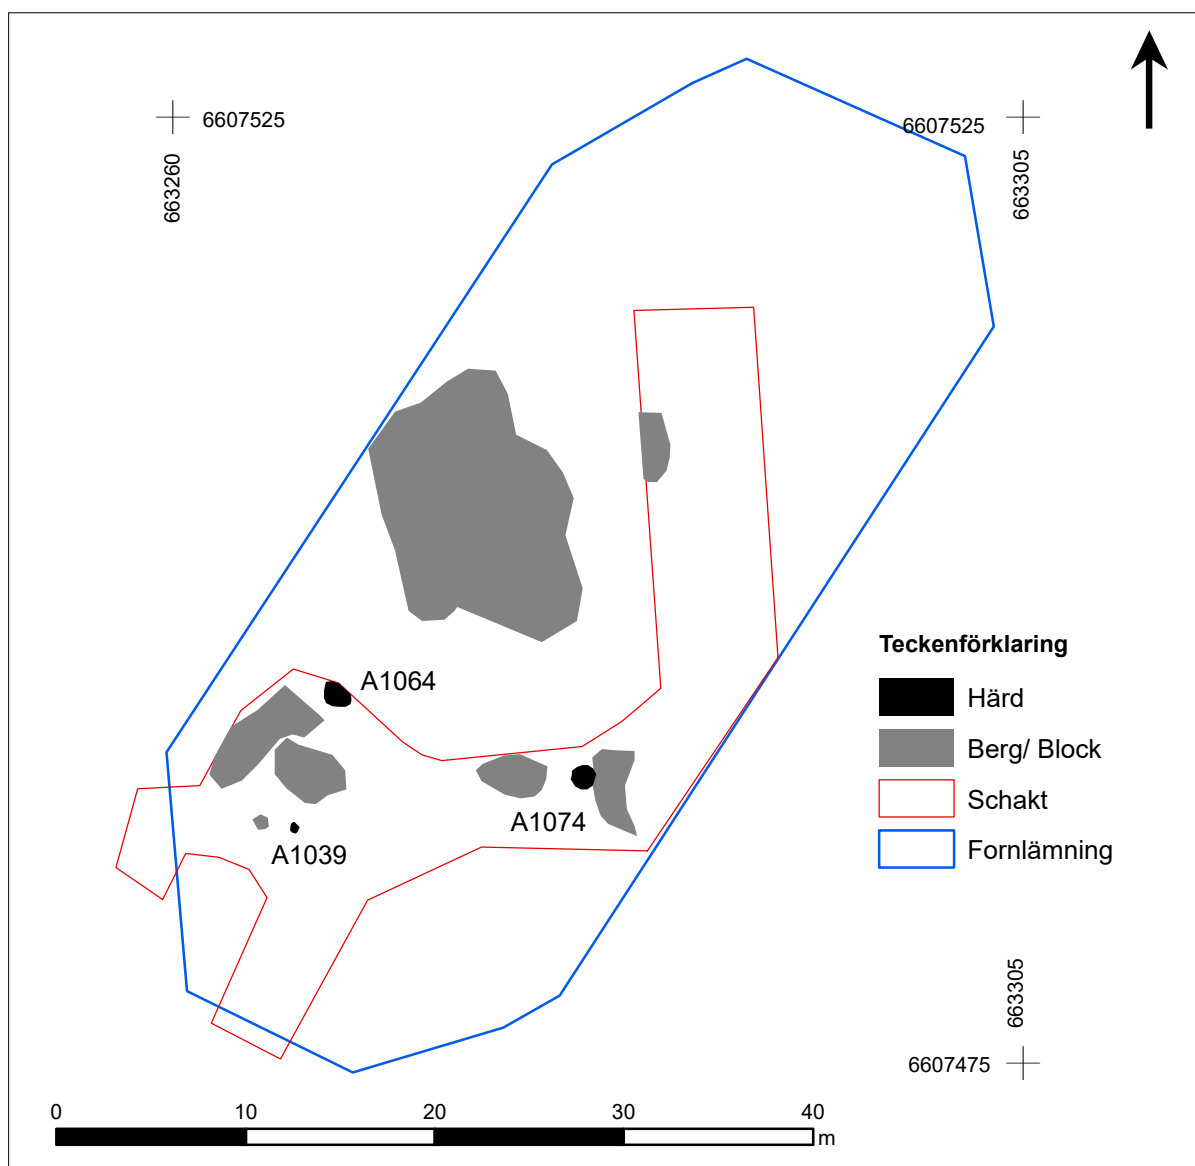 6607525
6607525
663260
663305
A1064
A1074
A1039
Teckenförklaring
Härd
Berg/ Block
Schakt
Fornlämning
663305
6607475
0 10 20 30 40
m